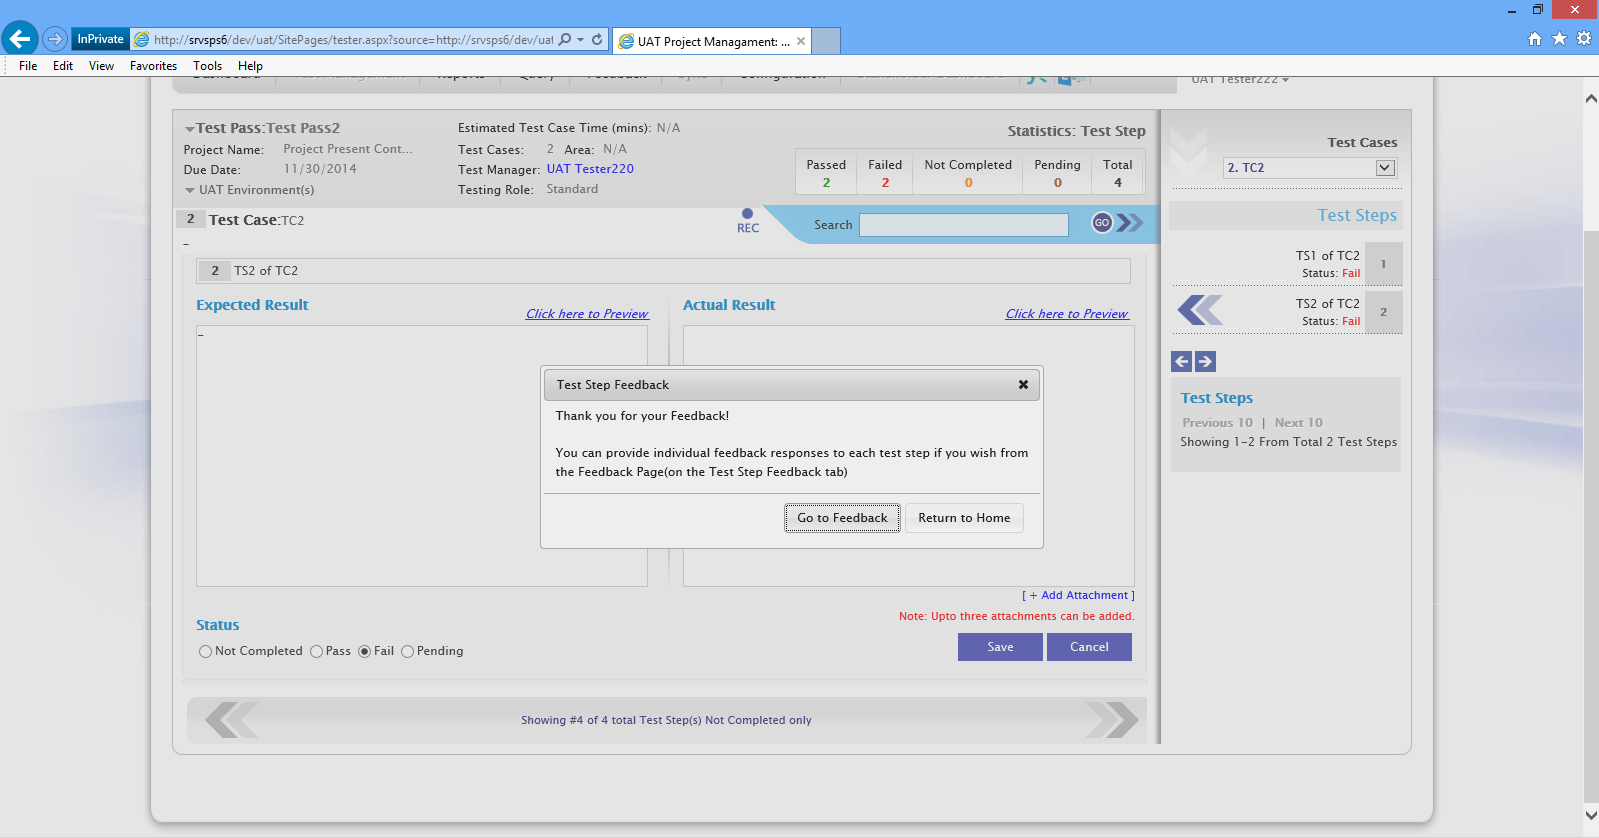 InPrivate
http://srvsps6/dev/uat/SitePages/tester.aspx?source=http://srvsps6/dev/uat
UAT Project Managament: ...
File Edit View Favorites Tools Help
Dashboard
Reports Query Feedback Sync Configuration
UAT Tester222
Test Pass:Test Pass2
Project Name: Project Present Cont...
Due Date: 11/30/2014
UAT Environment(s)
Estimated Test Case Time (mins): N/A
Test Cases: 2 Area: N/A
Test Manager: UAT Tester220
Testing Role: Standard
Statistics: Test Step
Passed Failed Not Completed Pending Total
2 2 0 0 4
2 Test Case:TC2
REC
Search
GO
–
2 TS2 of TC2
Expected Result
Click here to Preview
–
Actual Result
Click here to Preview
Test Step Feedback
Thank you for your Feedback!
You can provide individual feedback responses to each test step if you wish from
the Feedback Page(on the Test Step Feedback tab)
Go to Feedback Return to Home
[ + Add Attachment ]
Note: Upto three attachments can be added.
Status
Not Completed Pass Fail Pending
Save Cancel
Showing #4 of 4 total Test Step(s) Not Completed only
Test Cases
2. TC2
Test Steps
TS1 of TC2 1
Status: Fail
TS2 of TC2 2
Status: Fail
Test Steps
Previous 10 | Next 10
Showing 1-2 From Total 2 Test Steps